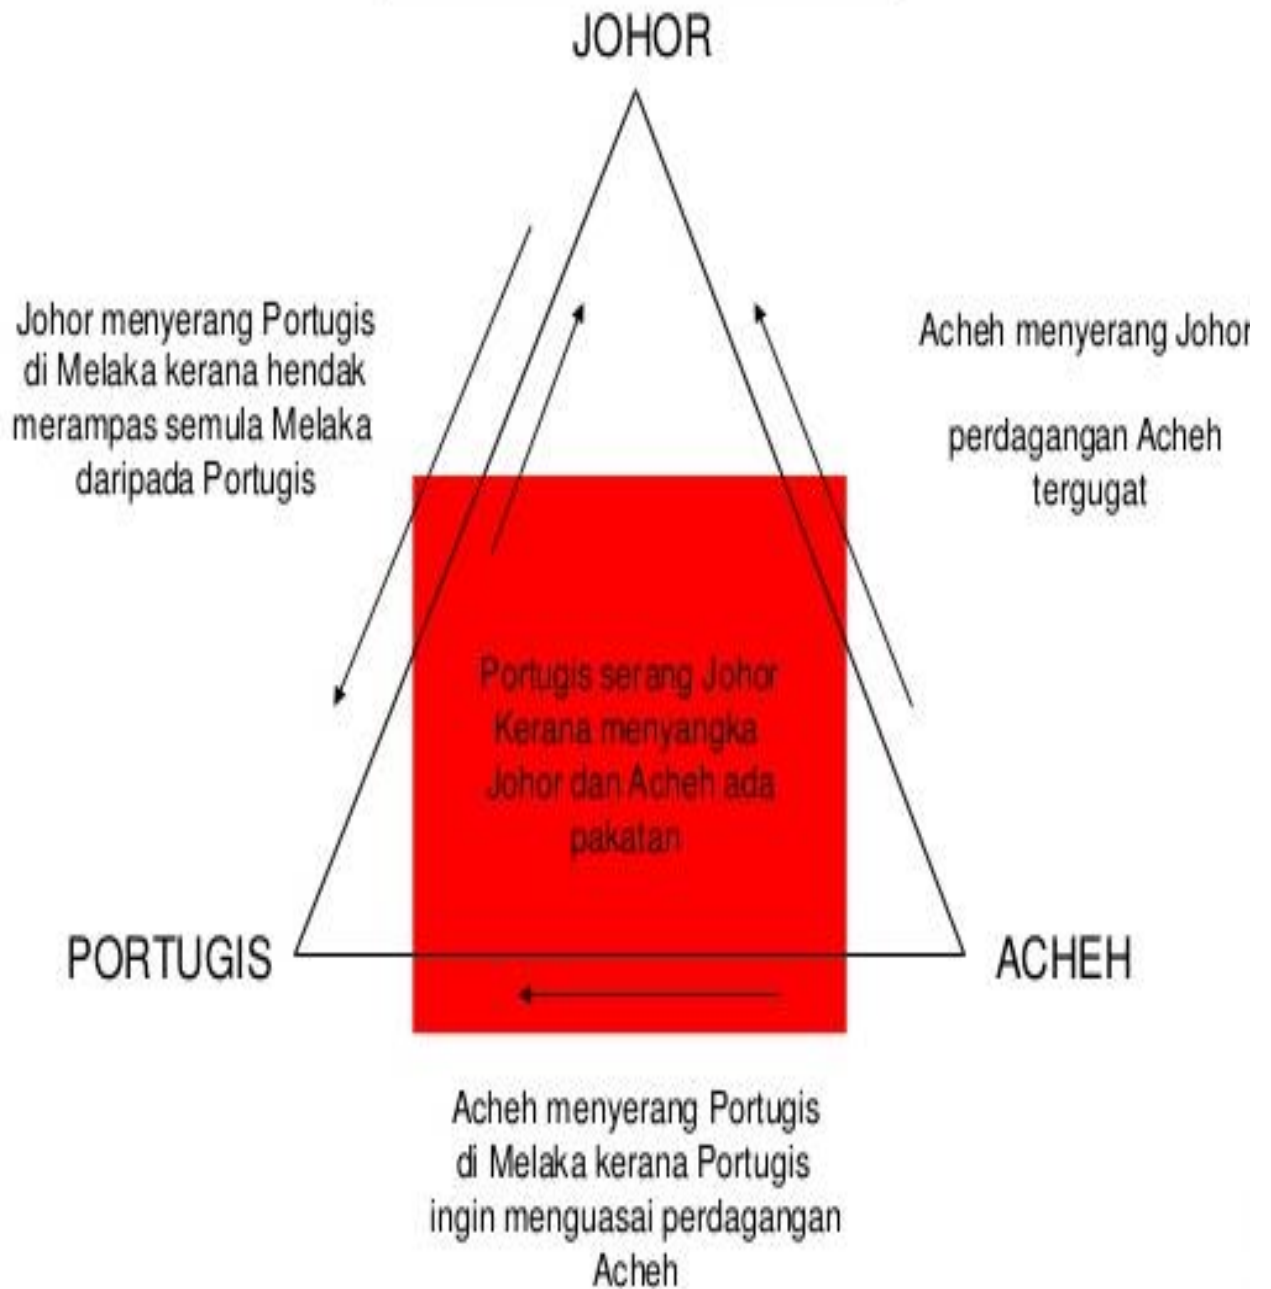 JOHOR
Johor menyerang Portugis
di Melaka kerana hendak
merampas semula Melaka
daripada Portugis
Acheh menyerang Johor
perdagangan Acheh
tergugat
Portugis serang Johor
Kerana menyangka
Johor dan Acheh ada
pakatan
PORTUGIS
ACHEH
Acheh menyerang Portugis
di Melaka kerana Portugis
ingin menguasai perdagangan
Acheh